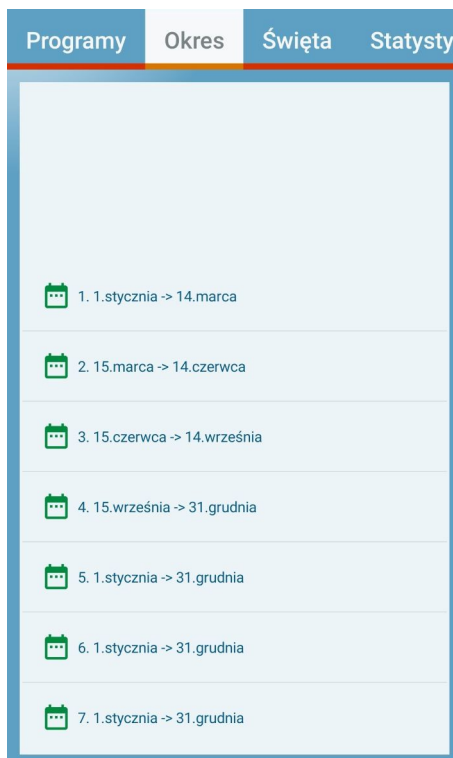 Programy Okres Święta Statysty
1. 1.stycznia -> 14.marca
2. 15.marca -> 14.czerwca
3. 15.czerwca -> 14.września
4. 15.września -> 31.grudnia
5. 1.stycznia -> 31.grudnia
6. 1.stycznia -> 31.grudnia
7. 1.stycznia -> 31.grudnia